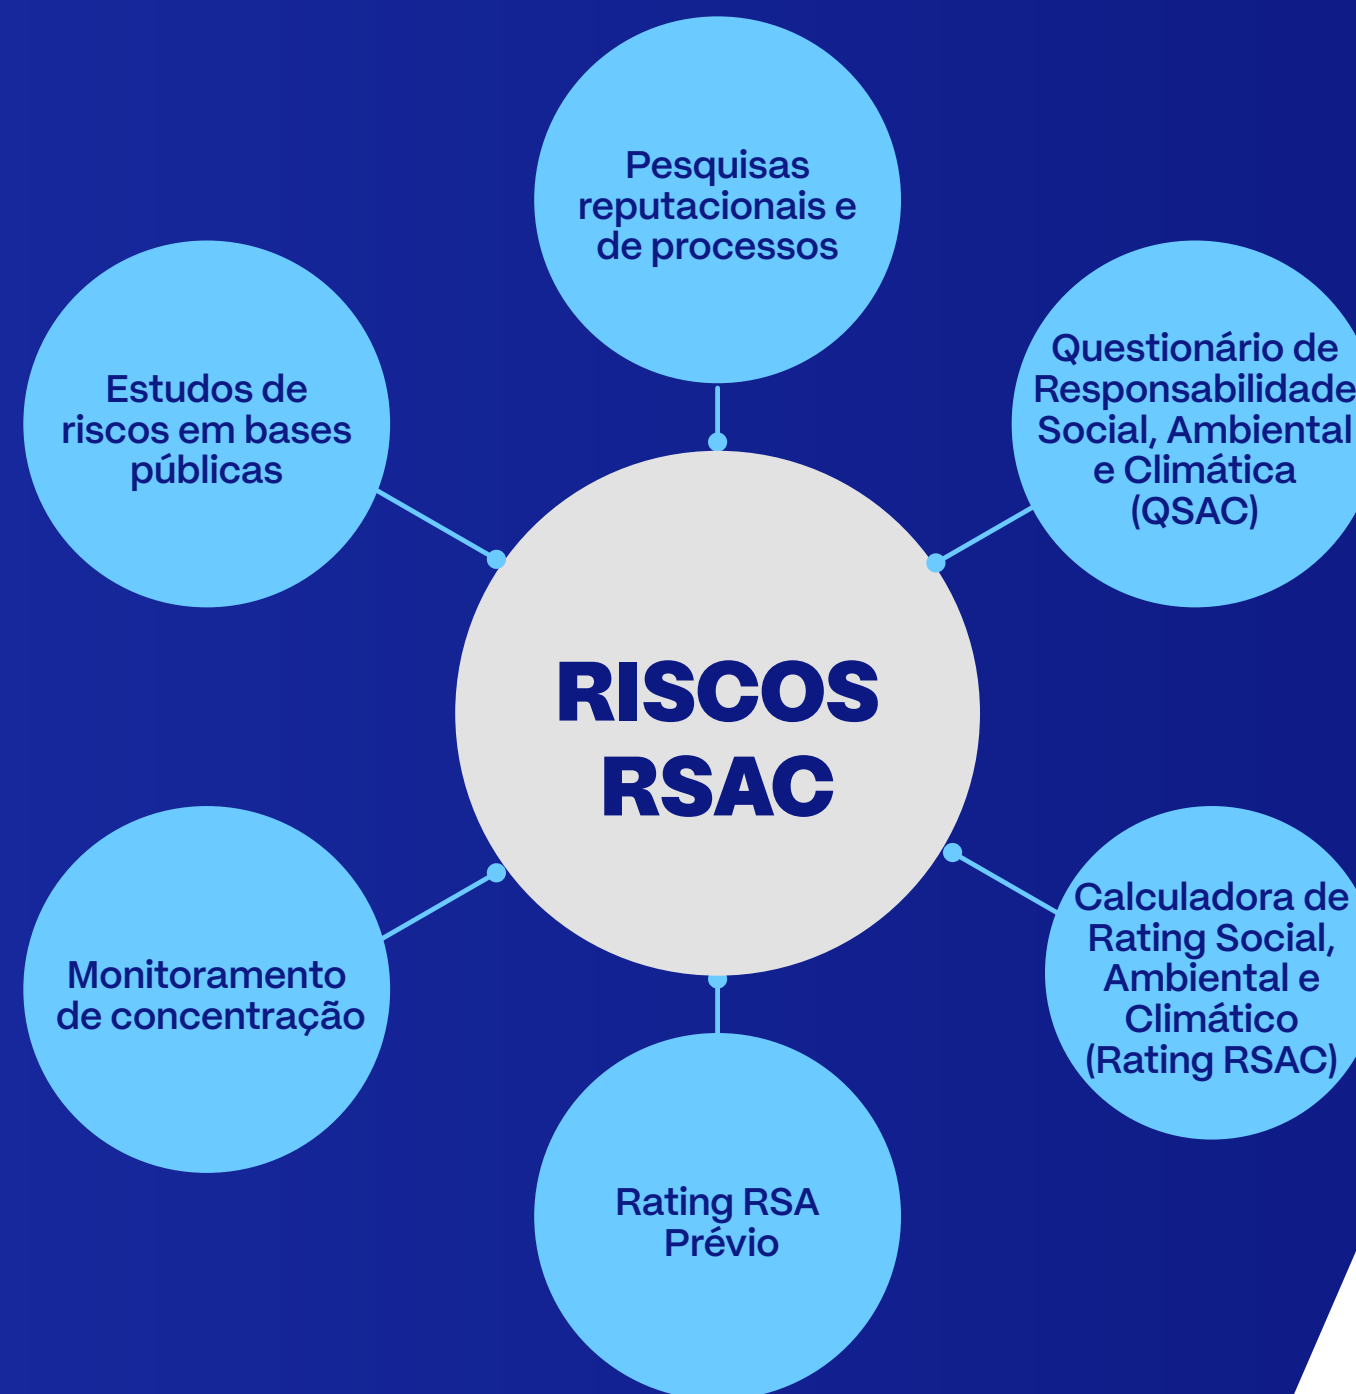 Pesquisas
reputacionais e
de processos
Questionário de
Responsabilidade
Social, Ambiental
e Climática
(QSAC)
Estudos de
riscos em bases
públicas
RISCOS
RSAC
Calculadora de
Rating Social,
Ambiental e
Climático
(Rating RSAC)
Monitoramento
de concentração
Rating RSA
Prévio